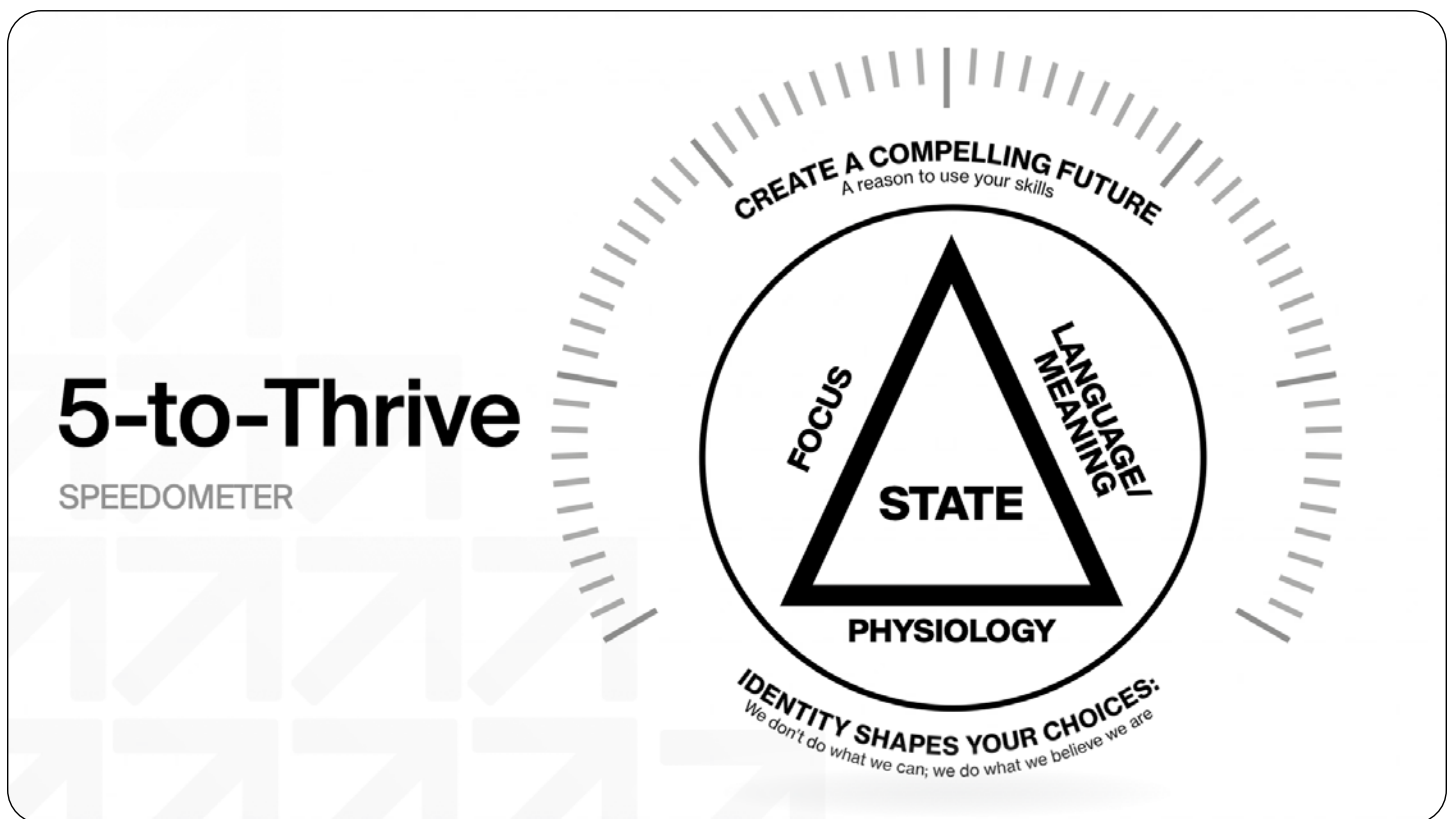 5-to-Thrive
SPEEDOMETER
CREATE A COMPELLING FUTURE
A reason to use your skills
FOCUS
LANGUAGE/
MEANING
STATE
PHYSIOLOGY
IDENTITY SHAPES YOUR CHOICES:
We don't do what we can; we do what we believe we are